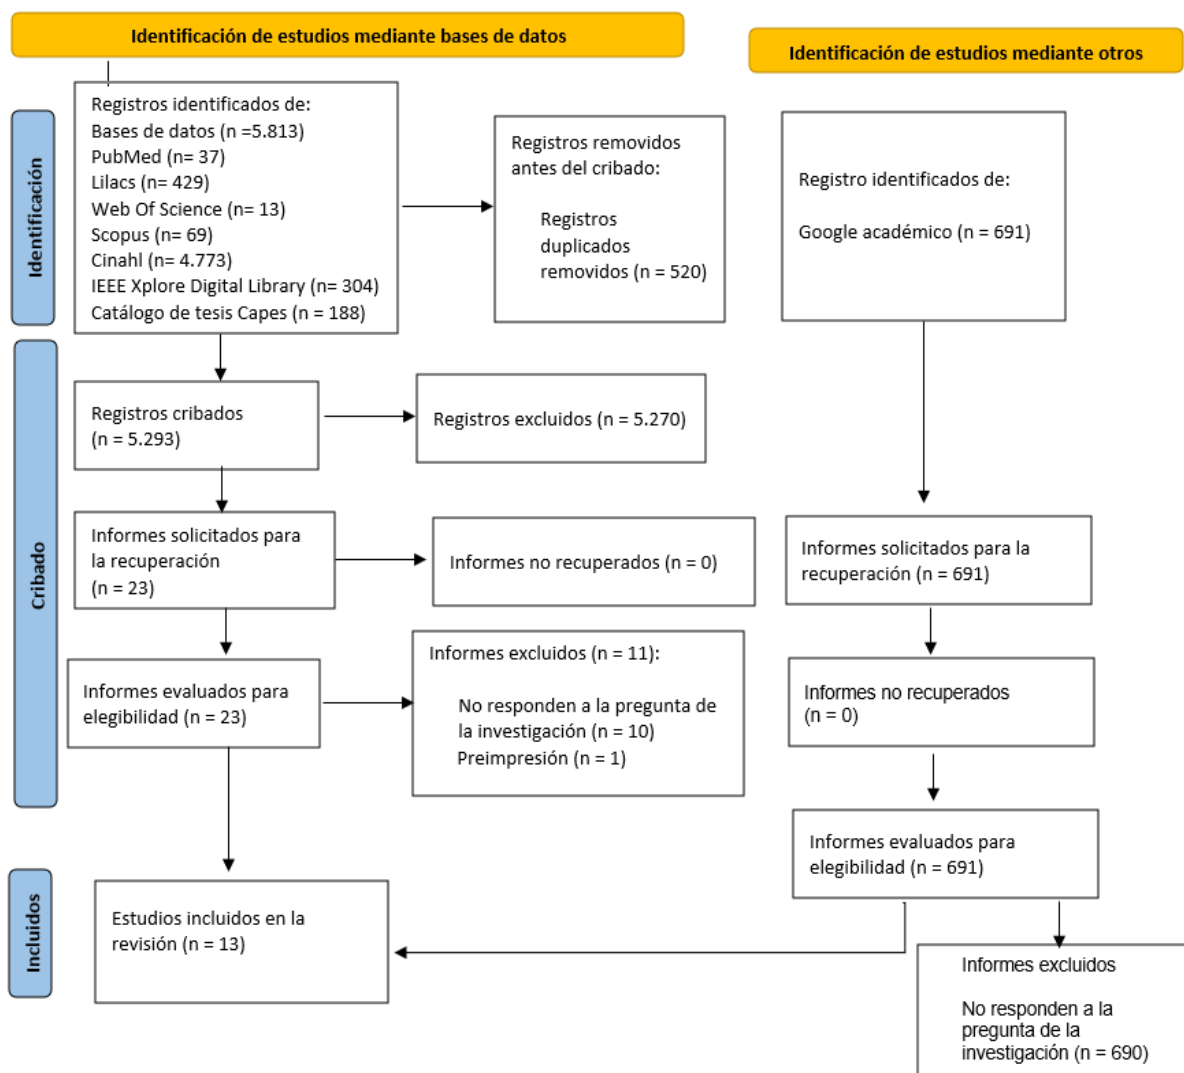 Identificación de estudios mediante bases de datos
Identificación de estudios mediante otros
Identificación
Registros identificados de:
Bases de datos (n =5.813)
PubMed (n= 37)
Lilacs (n= 429)
Web Of Science (n= 13)
Scopus (n= 69)
Cinahl (n= 4.773)
IEEE Xplore Digital Library (n= 304)
Catálogo de tesis Capes (n = 188)
Registros removidos
antes del cribado:
Registros
duplicados
removidos (n = 520)
Registro identificados de:
Google académico (n = 691)
Cribado
Registros cribados
(n = 5.293)
Registros excluidos (n = 5.270)
Informes solicitados para
la recuperación
(n = 23)
Informes no recuperados (n = 0)
Informes solicitados para la
recuperación (n = 691)
Informes evaluados para
elegibilidad (n = 23)
Informes excluidos (n = 11):
No responden a la pregunta de
la investigación (n = 10)
Preimpresión (n = 1)
Informes no recuperados
(n = 0)
Informes evaluados para
elegibilidad (n = 691)
Incluidos
Estudios incluidos en la
revisión (n = 13)
Informes excluidos
No responden a la
pregunta de la
investigación (n = 690)